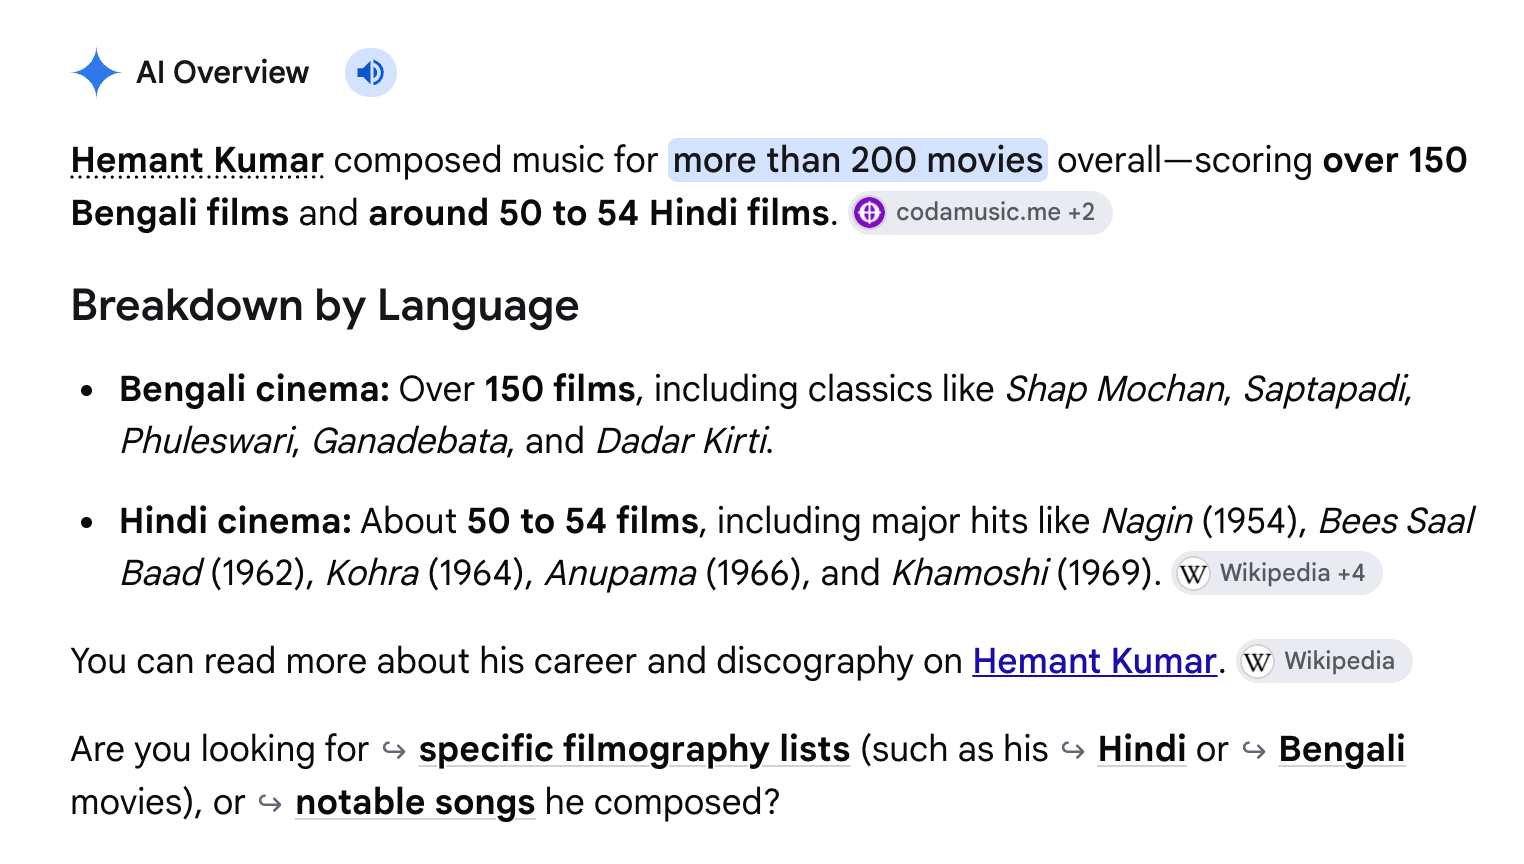 AI Overview
Hemant Kumar composed music for more than 200 movies overall—scoring over 150
Bengali films and around 50 to 54 Hindi films. codamusic.me +2
Breakdown by Language
• Bengali cinema: Over 150 films, including classics like Shap Mochan, Saptapadi,
Phuleswari, Ganadebata, and Dadar Kirti.
• Hindi cinema: About 50 to 54 films, including major hits like Nagin (1954), Bees Saal
Baad (1962), Kohra (1964), Anupama (1966), and Khamoshi (1969). W Wikipedia +4
You can read more about his career and discography on Hemant Kumar. W Wikipedia
Are you looking for ↪ specific filmography lists (such as his ↪ Hindi or ↪ Bengali
movies), or ↪ notable songs he composed?